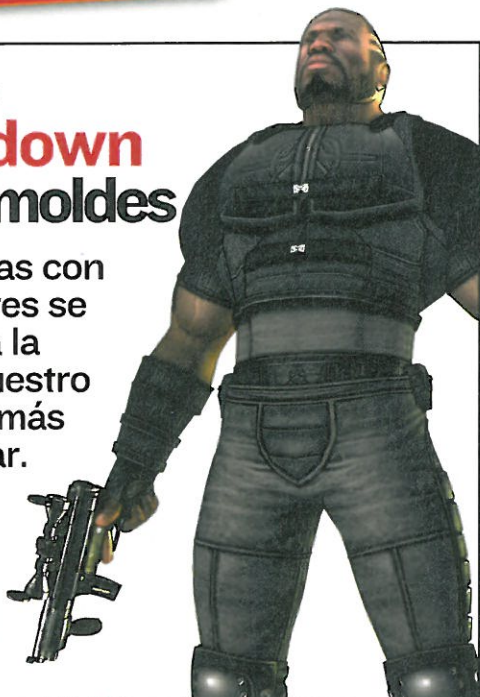 down
moldes
as con
res se
a la
uestro
más
ar.